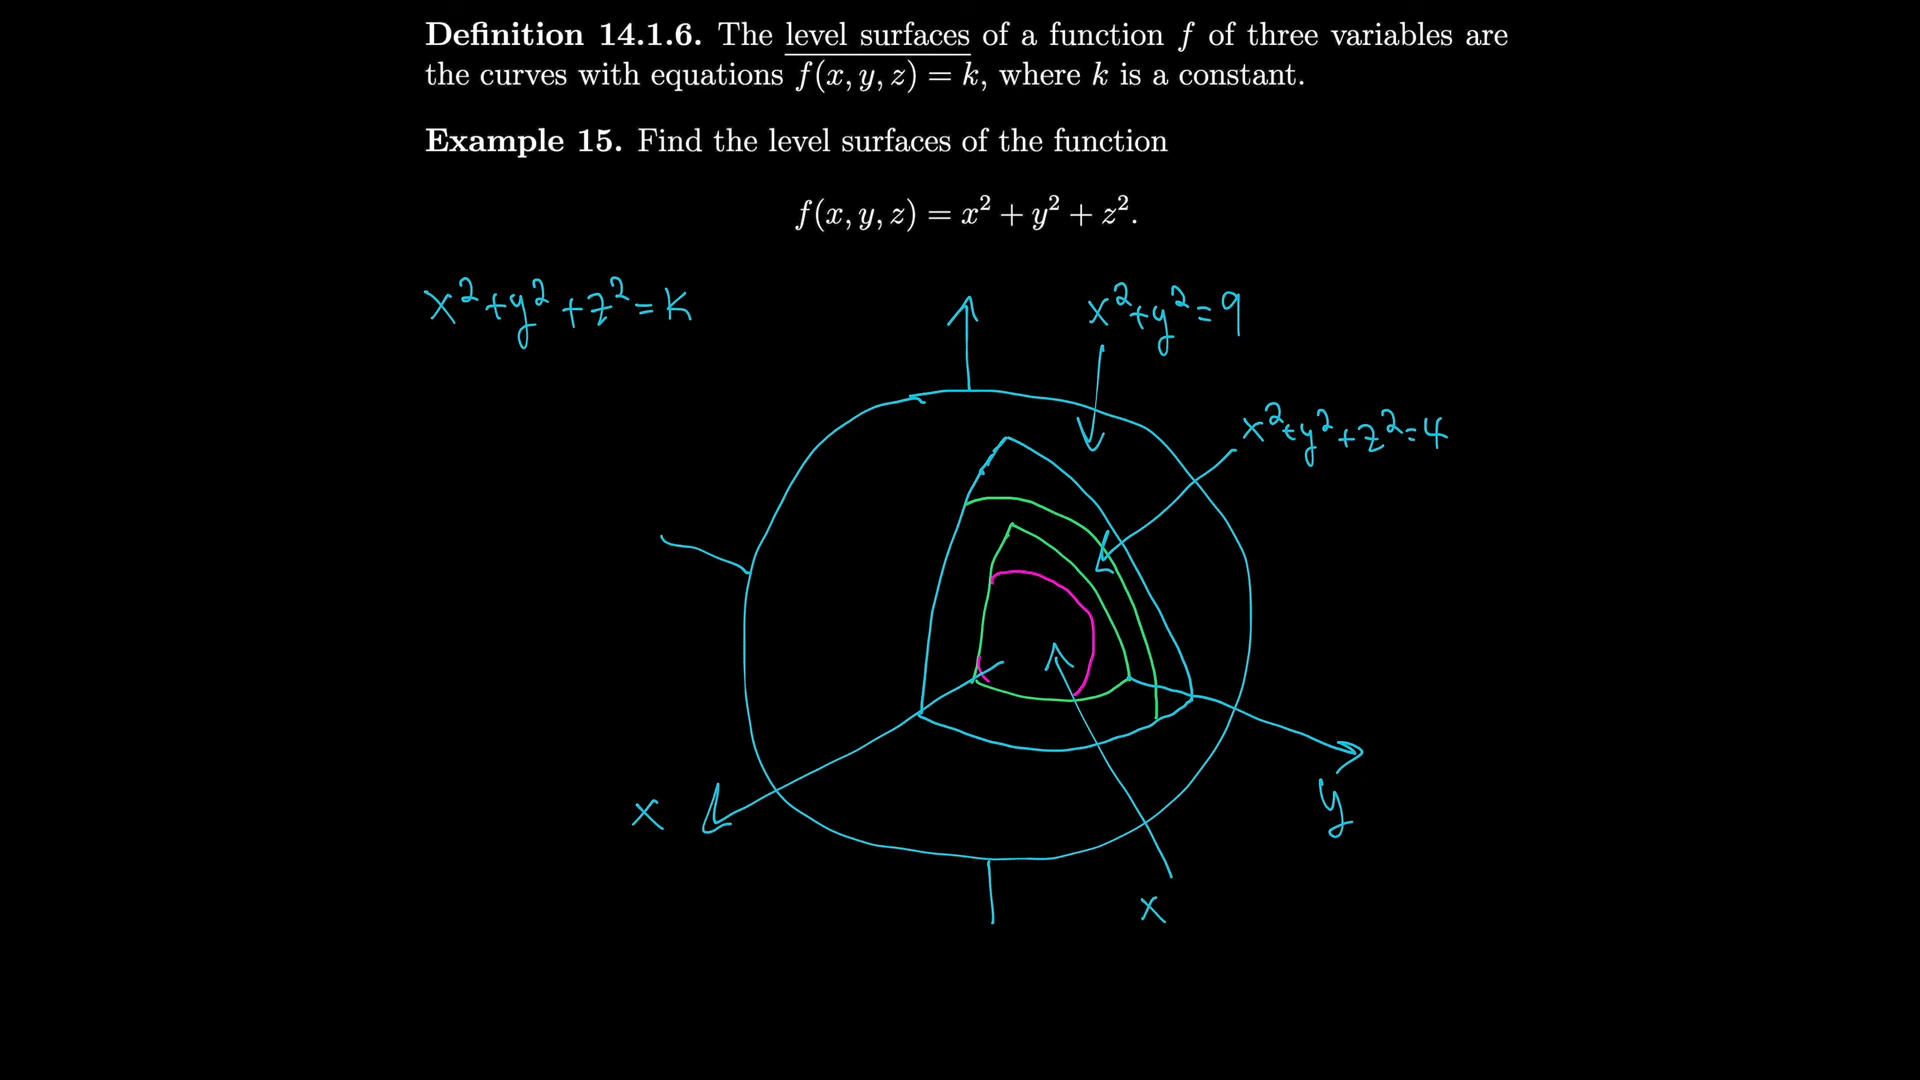 Definition 14.1.6. The level surfaces of a function f of three variables are
the curves with equations f(x, y, z) = k, where k is a constant.
Example 15. Find the level surfaces of the function
f(x, y, z) = x² + y² + z².
x²+y²+z²=k
x²+y²=9
x²+y²+z²=4
x
y
x